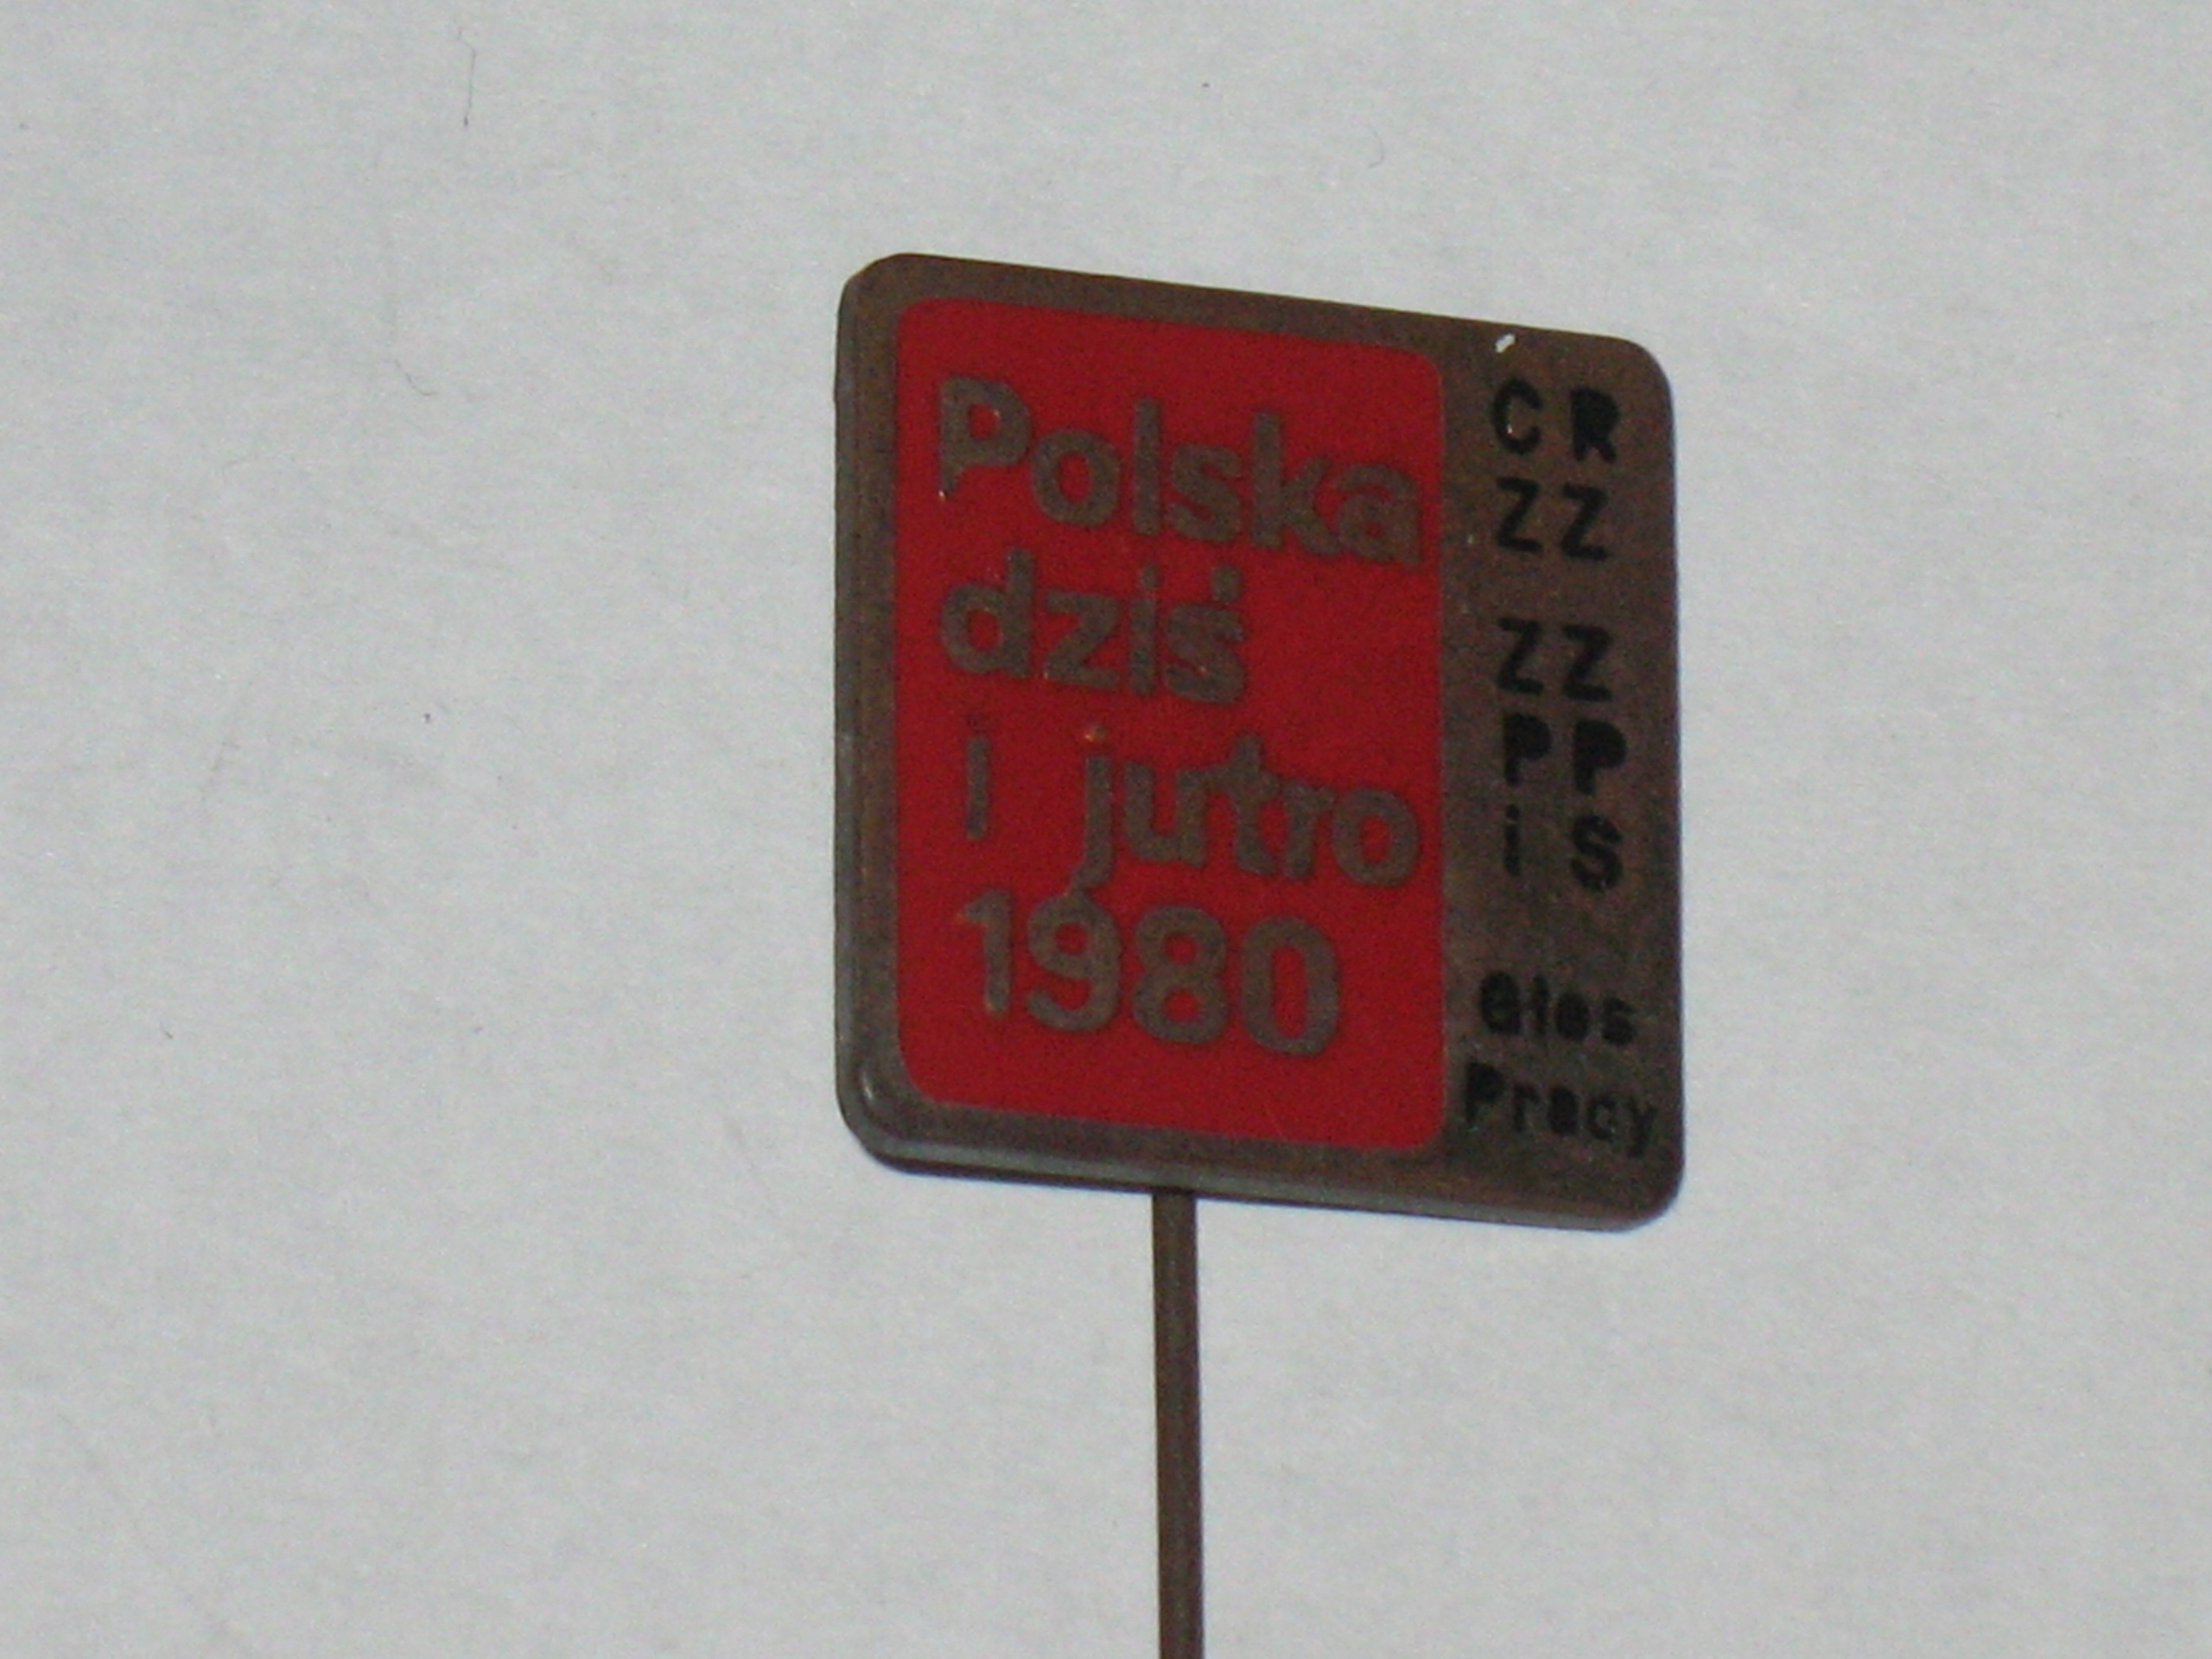 Polska
dziś
i jutro
1980
C R
Z Z
Z Z
P P
i S
Głos
Pracy